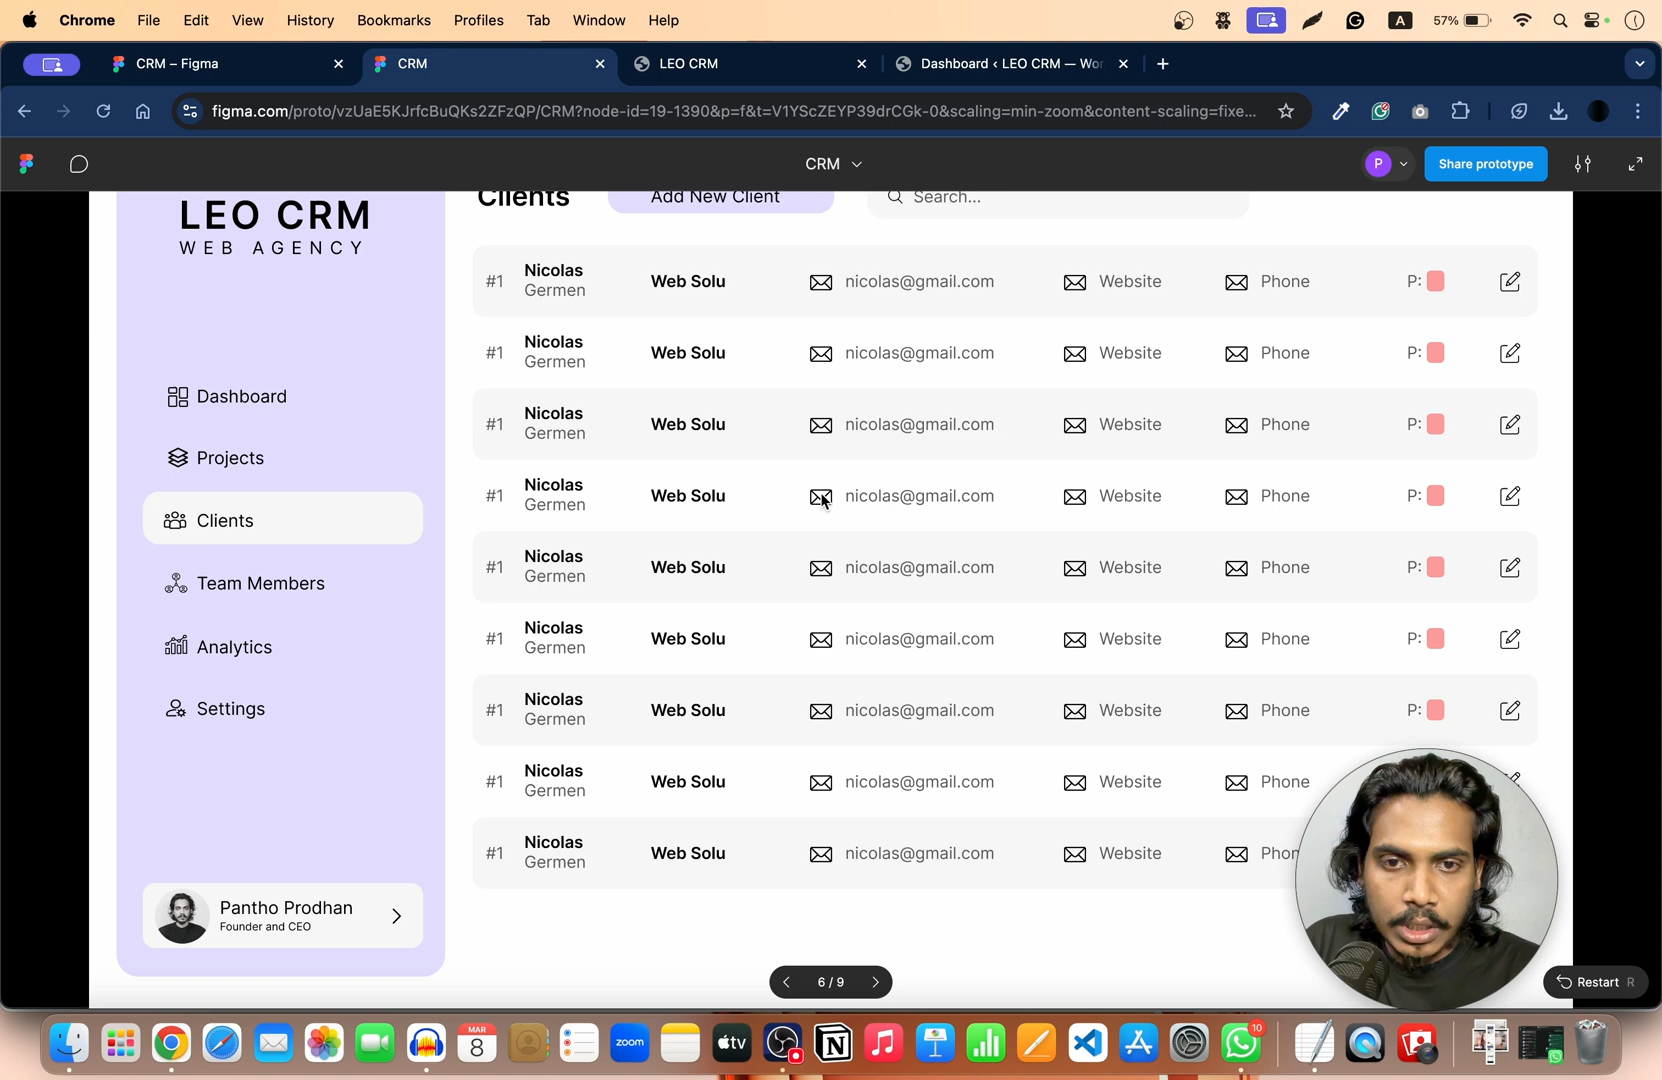 Chrome File Edit View History Bookmarks Profiles Tab Window Help A 57%
CRM – Figma CRM LEO CRM Dashboard ‹ LEO CRM — Wor
figma.com/proto/vzUaE5KJrfcBuQKs2ZFzQP/CRM?node-id=19-1390&p=f&t=V1YScZEYP39drCGk-0&scaling=min-zoom&content-scaling=fixe...
CRM P Share prototype
LEO CRM
WEB AGENCY
Dashboard
Projects
Clients
Team Members
Analytics
Settings
Pantho Prodhan
Founder and CEO
Clients Add New Client Search...
#1 Nicolas Germen Web Solu nicolas@gmail.com Website Phone P:
#1 Nicolas Germen Web Solu nicolas@gmail.com Website Phone P:
#1 Nicolas Germen Web Solu nicolas@gmail.com Website Phone P:
#1 Nicolas Germen Web Solu nicolas@gmail.com Website Phone P:
#1 Nicolas Germen Web Solu nicolas@gmail.com Website Phone P:
#1 Nicolas Germen Web Solu nicolas@gmail.com Website Phone P:
#1 Nicolas Germen Web Solu nicolas@gmail.com Website Phone P:
#1 Nicolas Germen Web Solu nicolas@gmail.com Website Phone
#1 Nicolas Germen Web Solu nicolas@gmail.com Website Phon
6 / 9
Restart R
MAR
8
zoom
tv
10